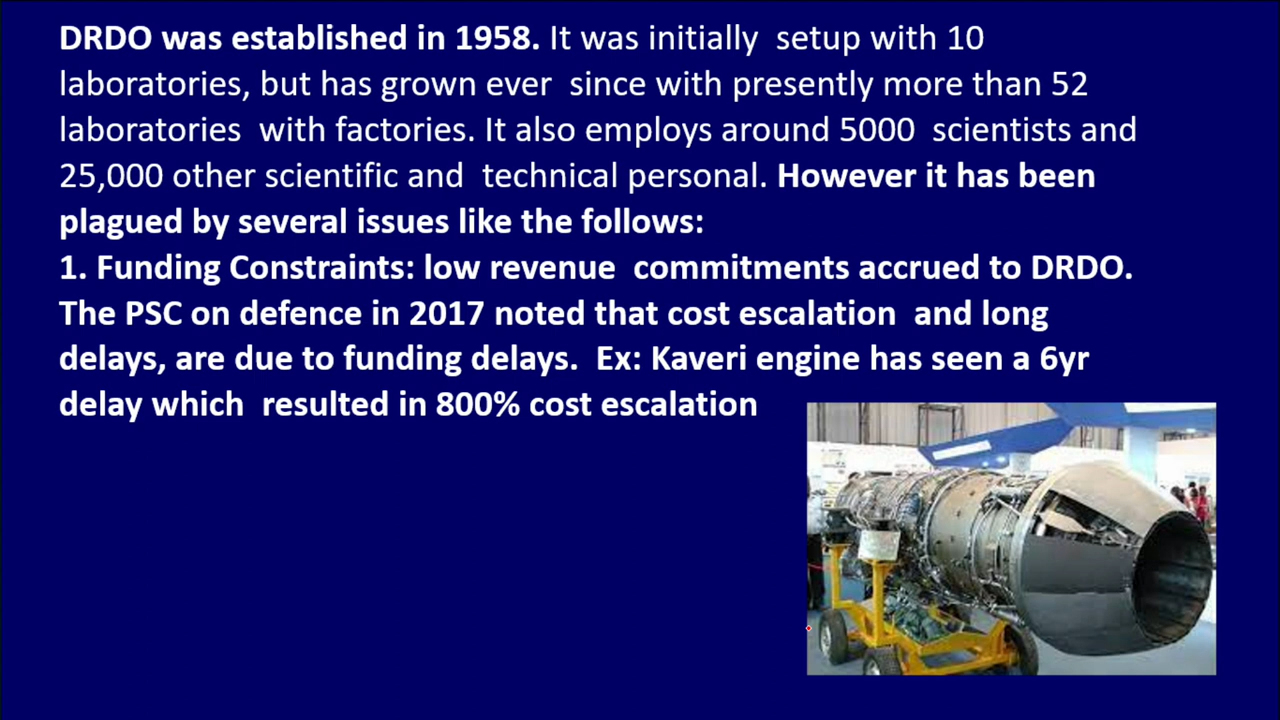 DRDO was established in 1958. It was initially setup with 10
laboratories, but has grown ever since with presently more than 52
laboratories with factories. It also employs around 5000 scientists and
25,000 other scientific and technical personal. However it has been
plagued by several issues like the follows:
1. Funding Constraints: low revenue commitments accrued to DRDO.
The PSC on defence in 2017 noted that cost escalation and long
delays, are due to funding delays. Ex: Kaveri engine has seen a 6yr
delay which resulted in 800% cost escalation